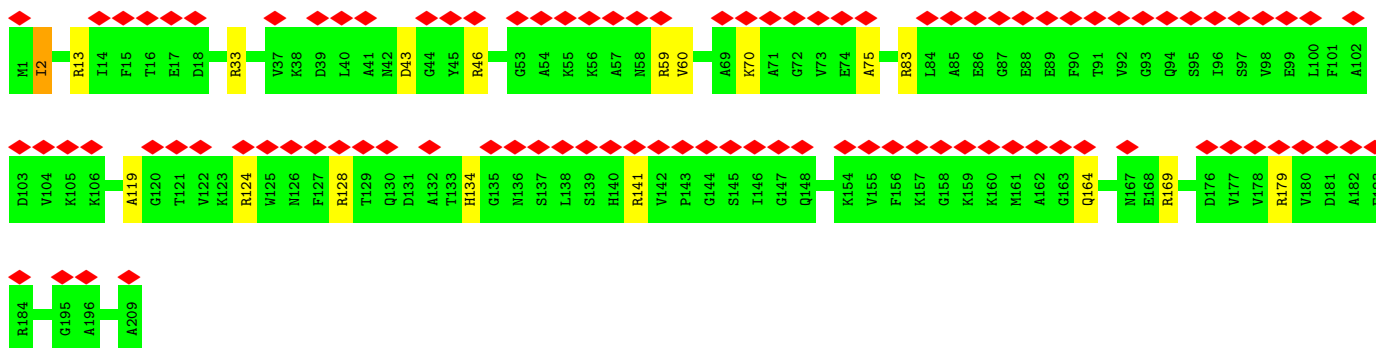 M1 I2 R13 I14 F15 T16 E17 D18 R33 V37 K38 D39 L40 A41 N42 D43 G44 Y45 R46 G53 A54 K55 K56 A57 N58 R59 V60 A69 K70 A71 G72 V73 E74 A75 R83 L84 A85 E86 G87 E88 E89 F90 T91 V92 G93 Q94 S95 I96 S97 V98 E99 L100 F101 A102
D103 V104 K105 K106 A119 G120 T121 V122 K123 R124 W125 N126 F127 R128 T129 Q130 D131 A132 T133 H134 G135 N136 S137 L138 S139 H140 R141 V142 P143 G144 S145 I146 G147 Q148 K154 V155 F156 K157 G158 K159 K160 M161 A162 G163 Q164 N167 E168 R169 D176 V177 V178 R179 V180 D181 A182
R184 G195 A196 A209